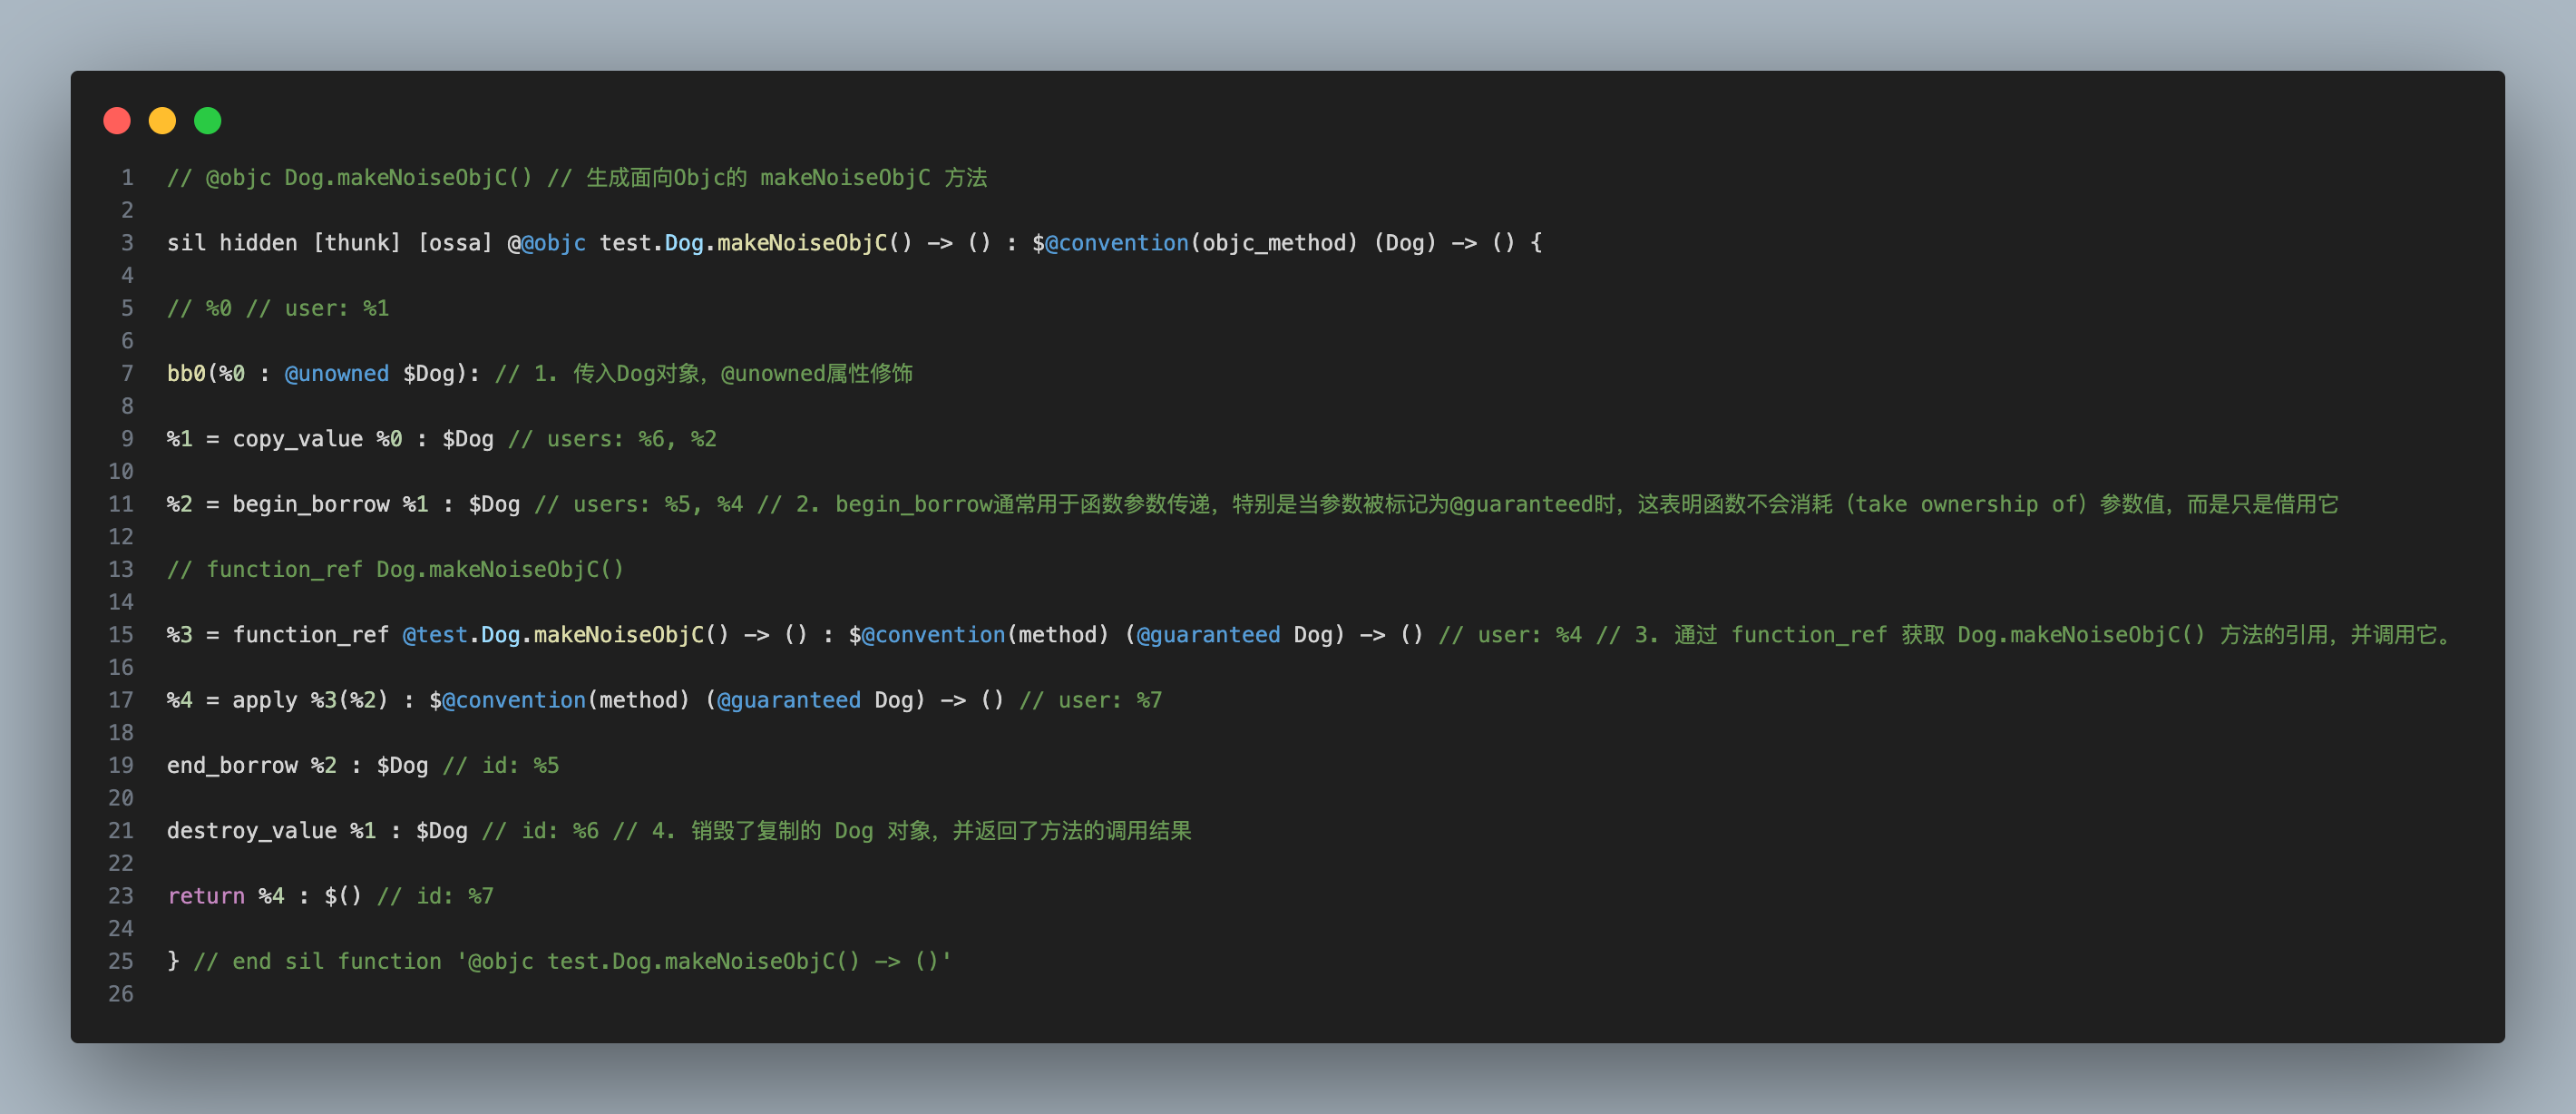 1 // @objc Dog.makeNoiseObjC() // 生成面向Objc的 makeNoiseObjC 方法
2
3 sil hidden [thunk] [ossa] @@objc test.Dog.makeNoiseObjC() -> () : $@convention(objc_method) (Dog) -> () {
4
5 // %0 // user: %1
6
7 bb0(%0 : @unowned $Dog): // 1. 传入Dog对象，@unowned属性修饰
8
9 %1 = copy_value %0 : $Dog // users: %6, %2
10
11 %2 = begin_borrow %1 : $Dog // users: %5, %4 // 2. begin_borrow通常用于函数参数传递，特别是当参数被标记为@guaranteed时，这表明函数不会消耗（take ownership of）参数值，而是只是借用它
12
13 // function_ref Dog.makeNoiseObjC()
14
15 %3 = function_ref @test.Dog.makeNoiseObjC() -> () : $@convention(method) (@guaranteed Dog) -> () // user: %4 // 3. 通过 function_ref 获取 Dog.makeNoiseObjC() 方法的引用，并调用它。
16
17 %4 = apply %3(%2) : $@convention(method) (@guaranteed Dog) -> () // user: %7
18
19 end_borrow %2 : $Dog // id: %5
20
21 destroy_value %1 : $Dog // id: %6 // 4. 销毁了复制的 Dog 对象，并返回了方法的调用结果
22
23 return %4 : $() // id: %7
24
25 } // end sil function '@objc test.Dog.makeNoiseObjC() -> ()'
26